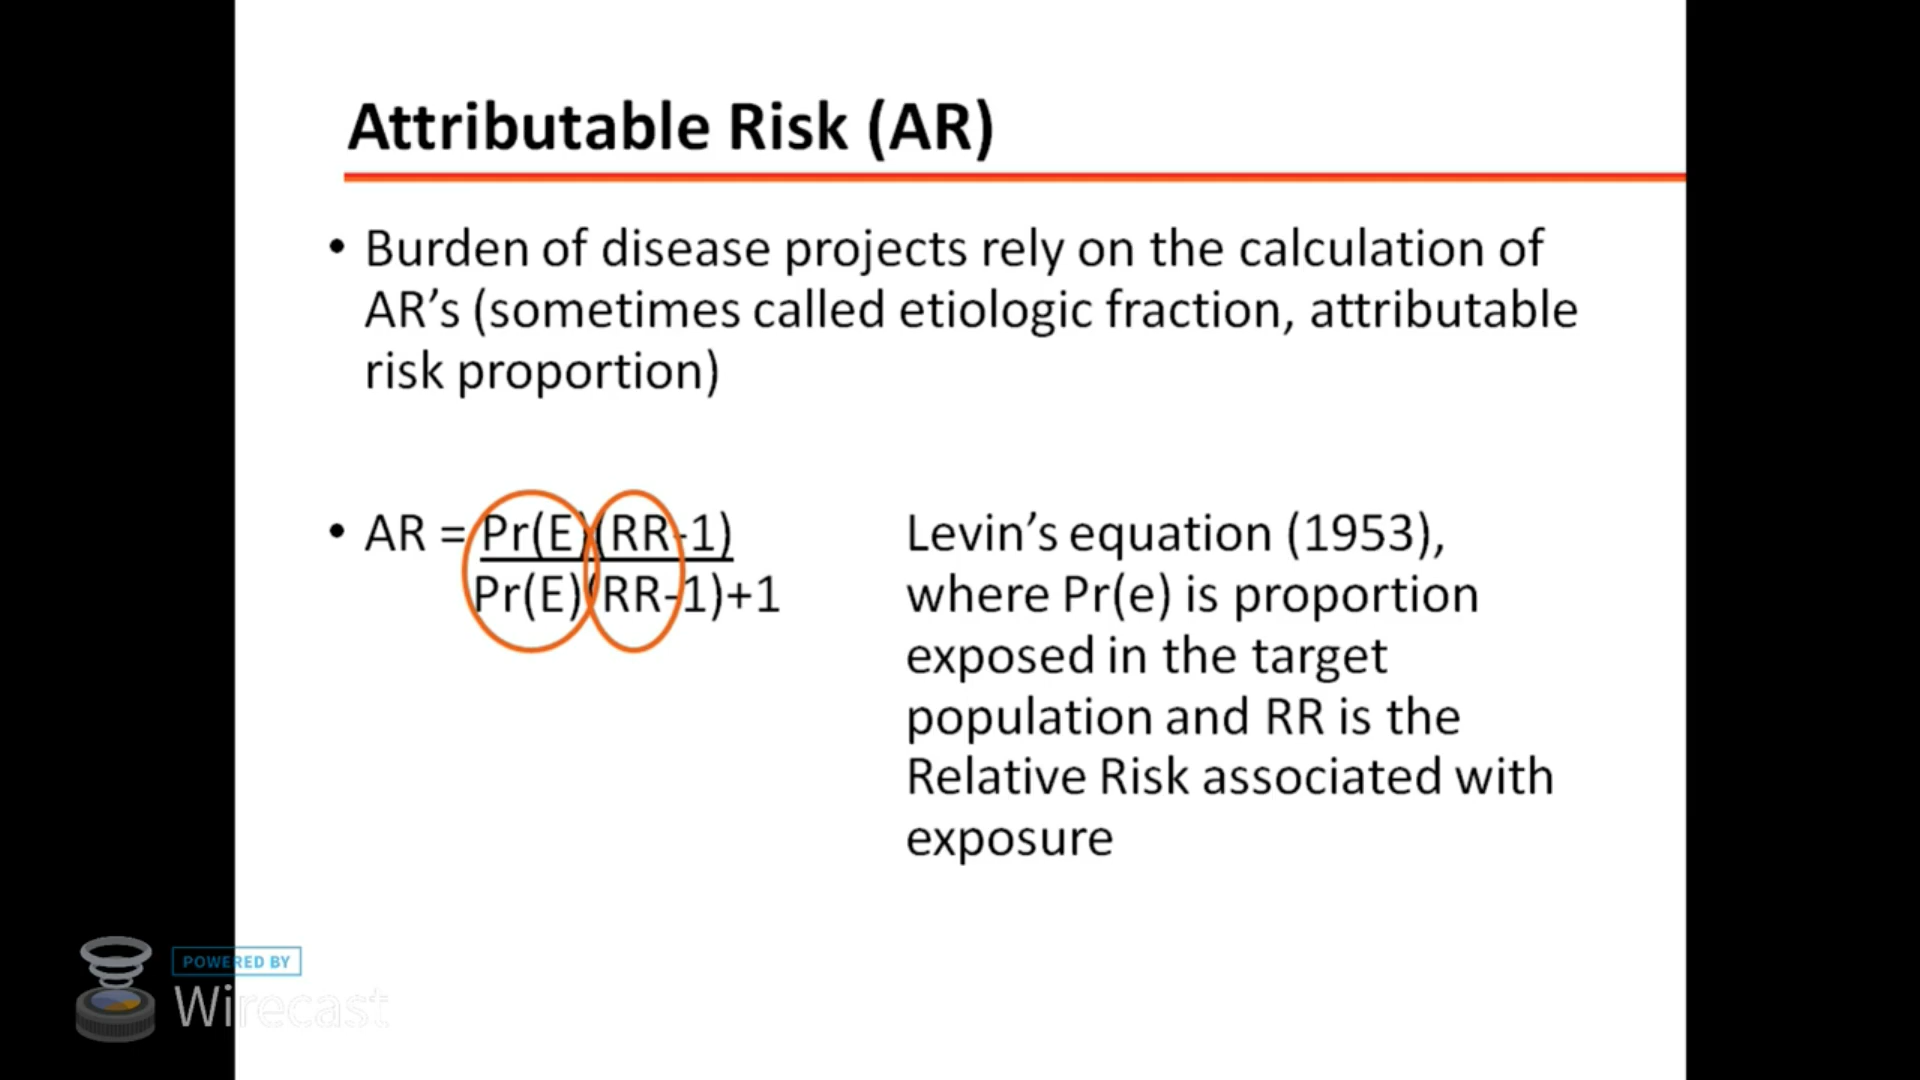 Attributable Risk (AR)
• Burden of disease projects rely on the calculation of
AR’s (sometimes called etiologic fraction, attributable
risk proportion)
• AR = Pr(E)(RR-1)
Pr(E)(RR-1)+1
Levin’s equation (1953),
where Pr(e) is proportion
exposed in the target
population and RR is the
Relative Risk associated with
exposure
POWERED BY
Wirecast